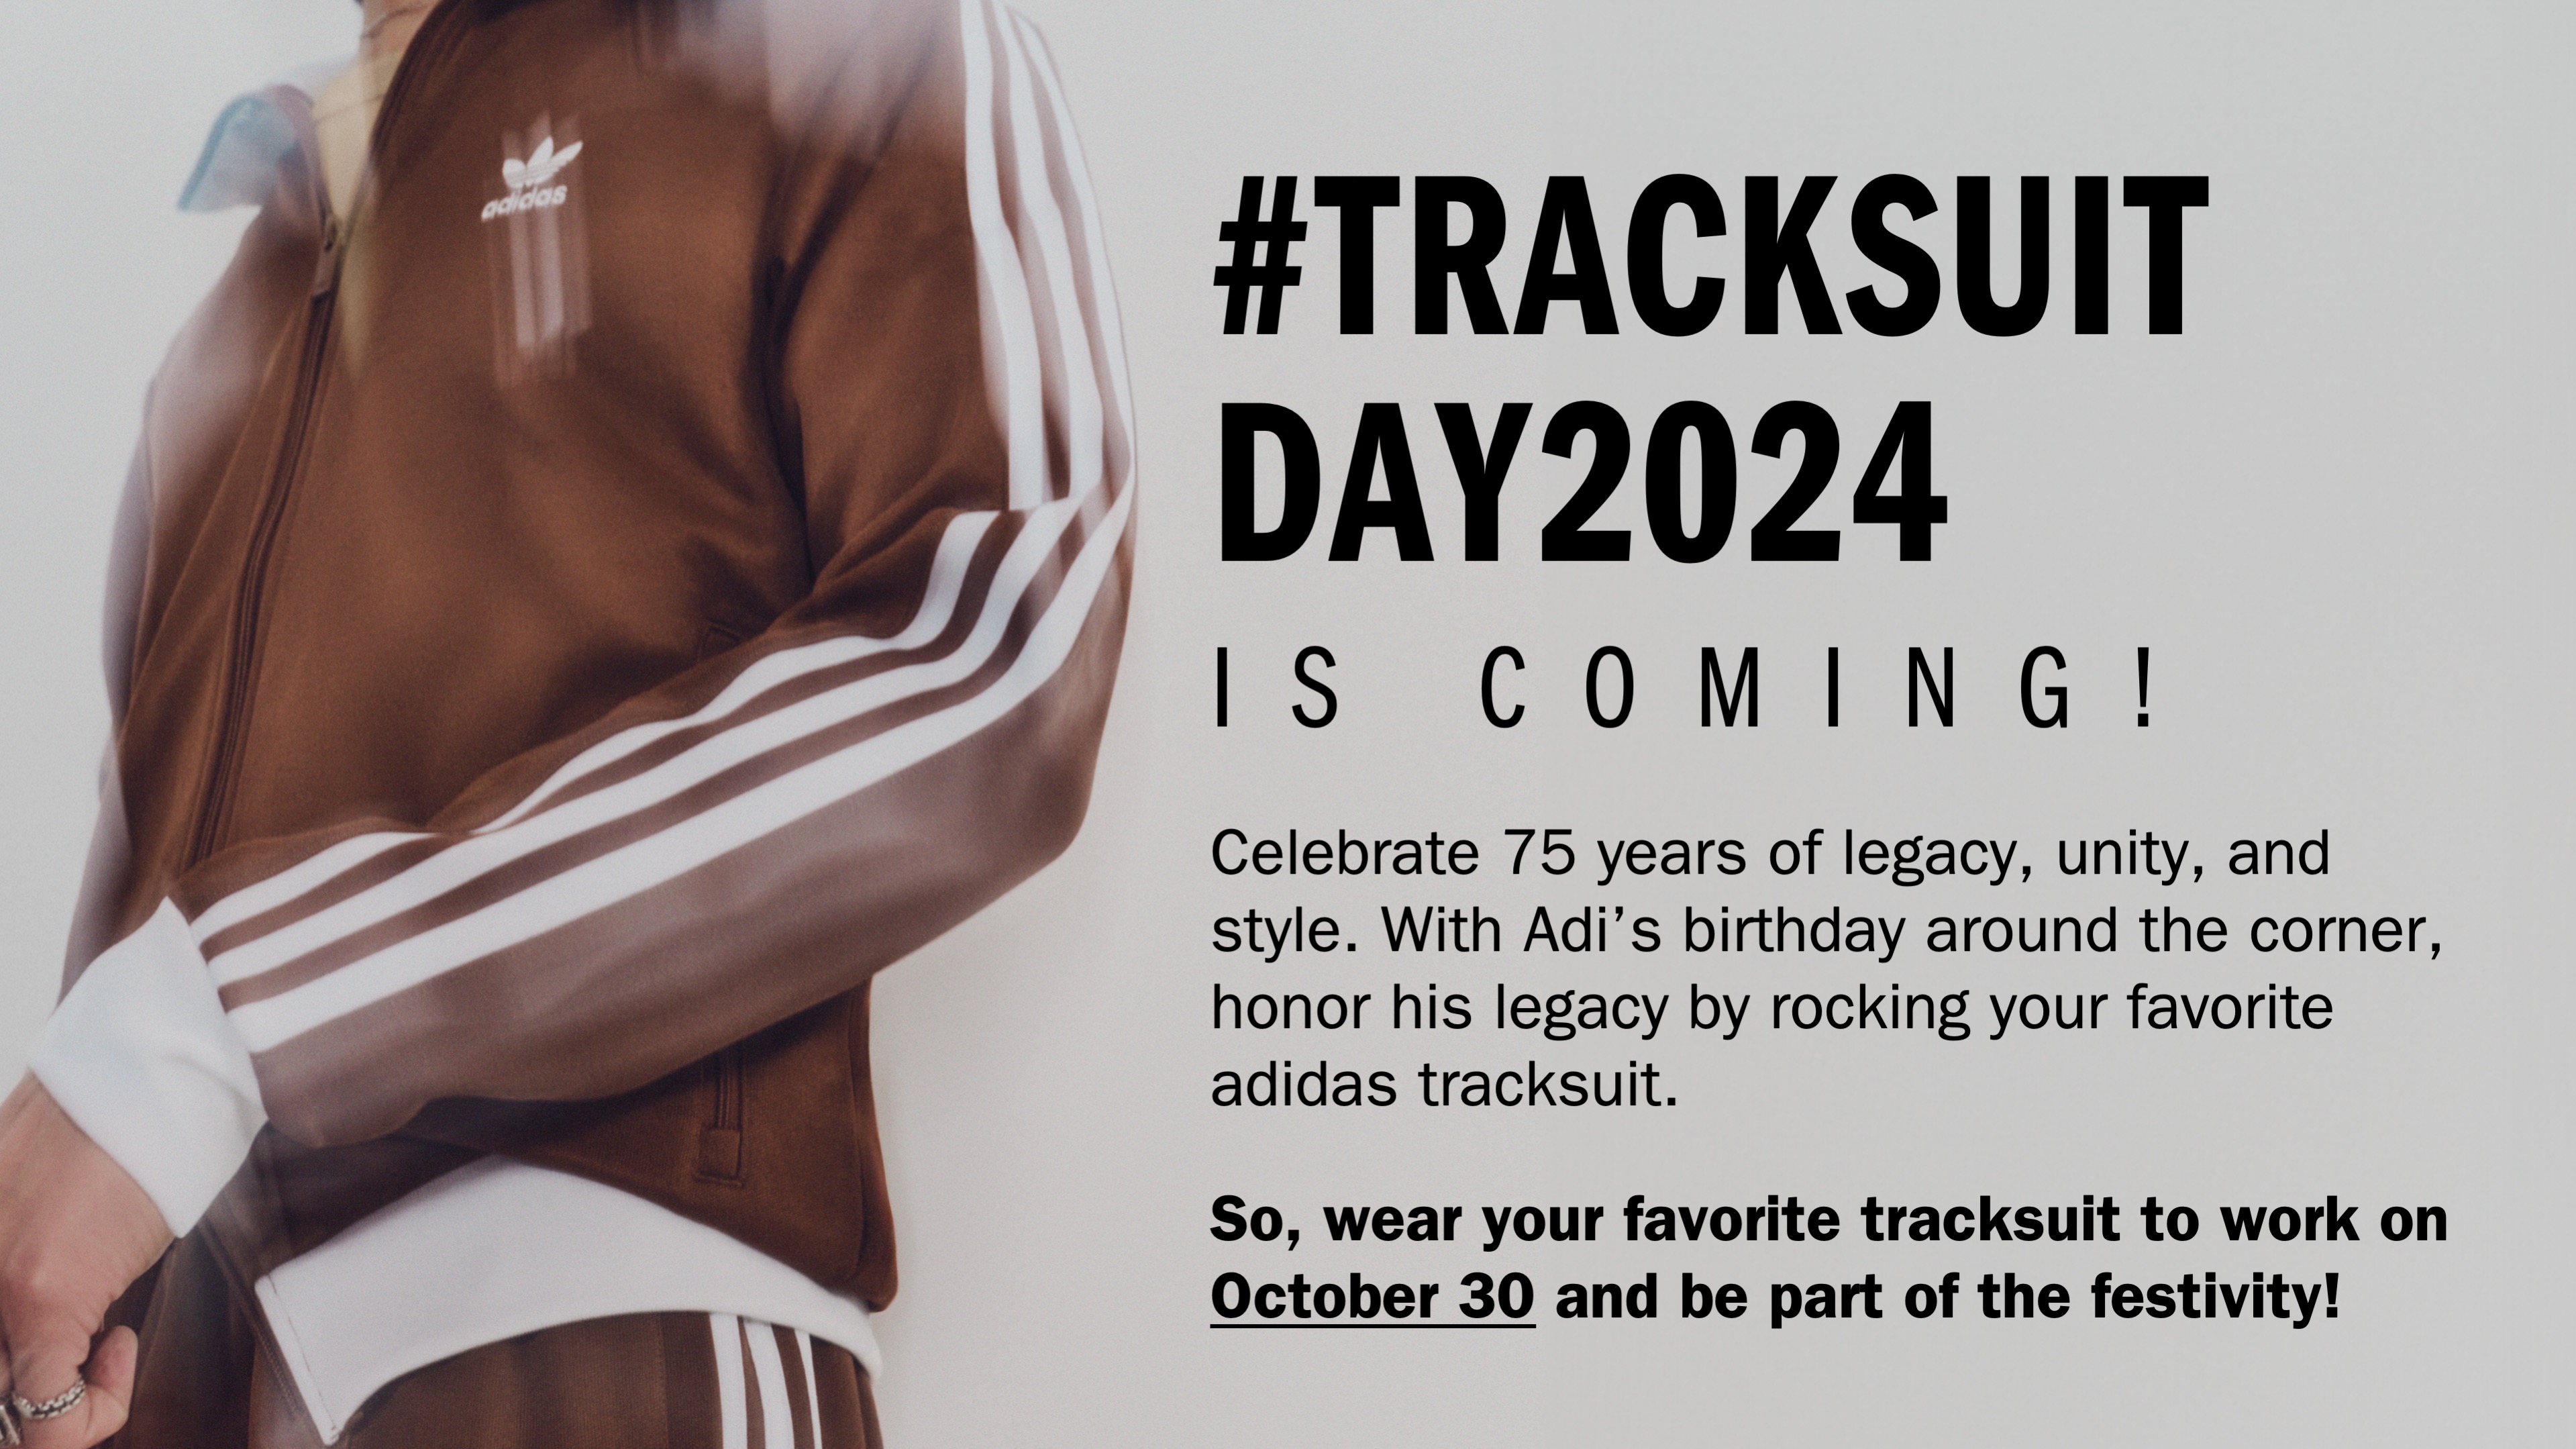 adidas
#TRACKSUIT
DAY2024
IS COMING!
Celebrate 75 years of legacy, unity, and
style. With Adi’s birthday around the corner,
honor his legacy by rocking your favorite
adidas tracksuit.
So, wear your favorite tracksuit to work on
October 30 and be part of the festivity!